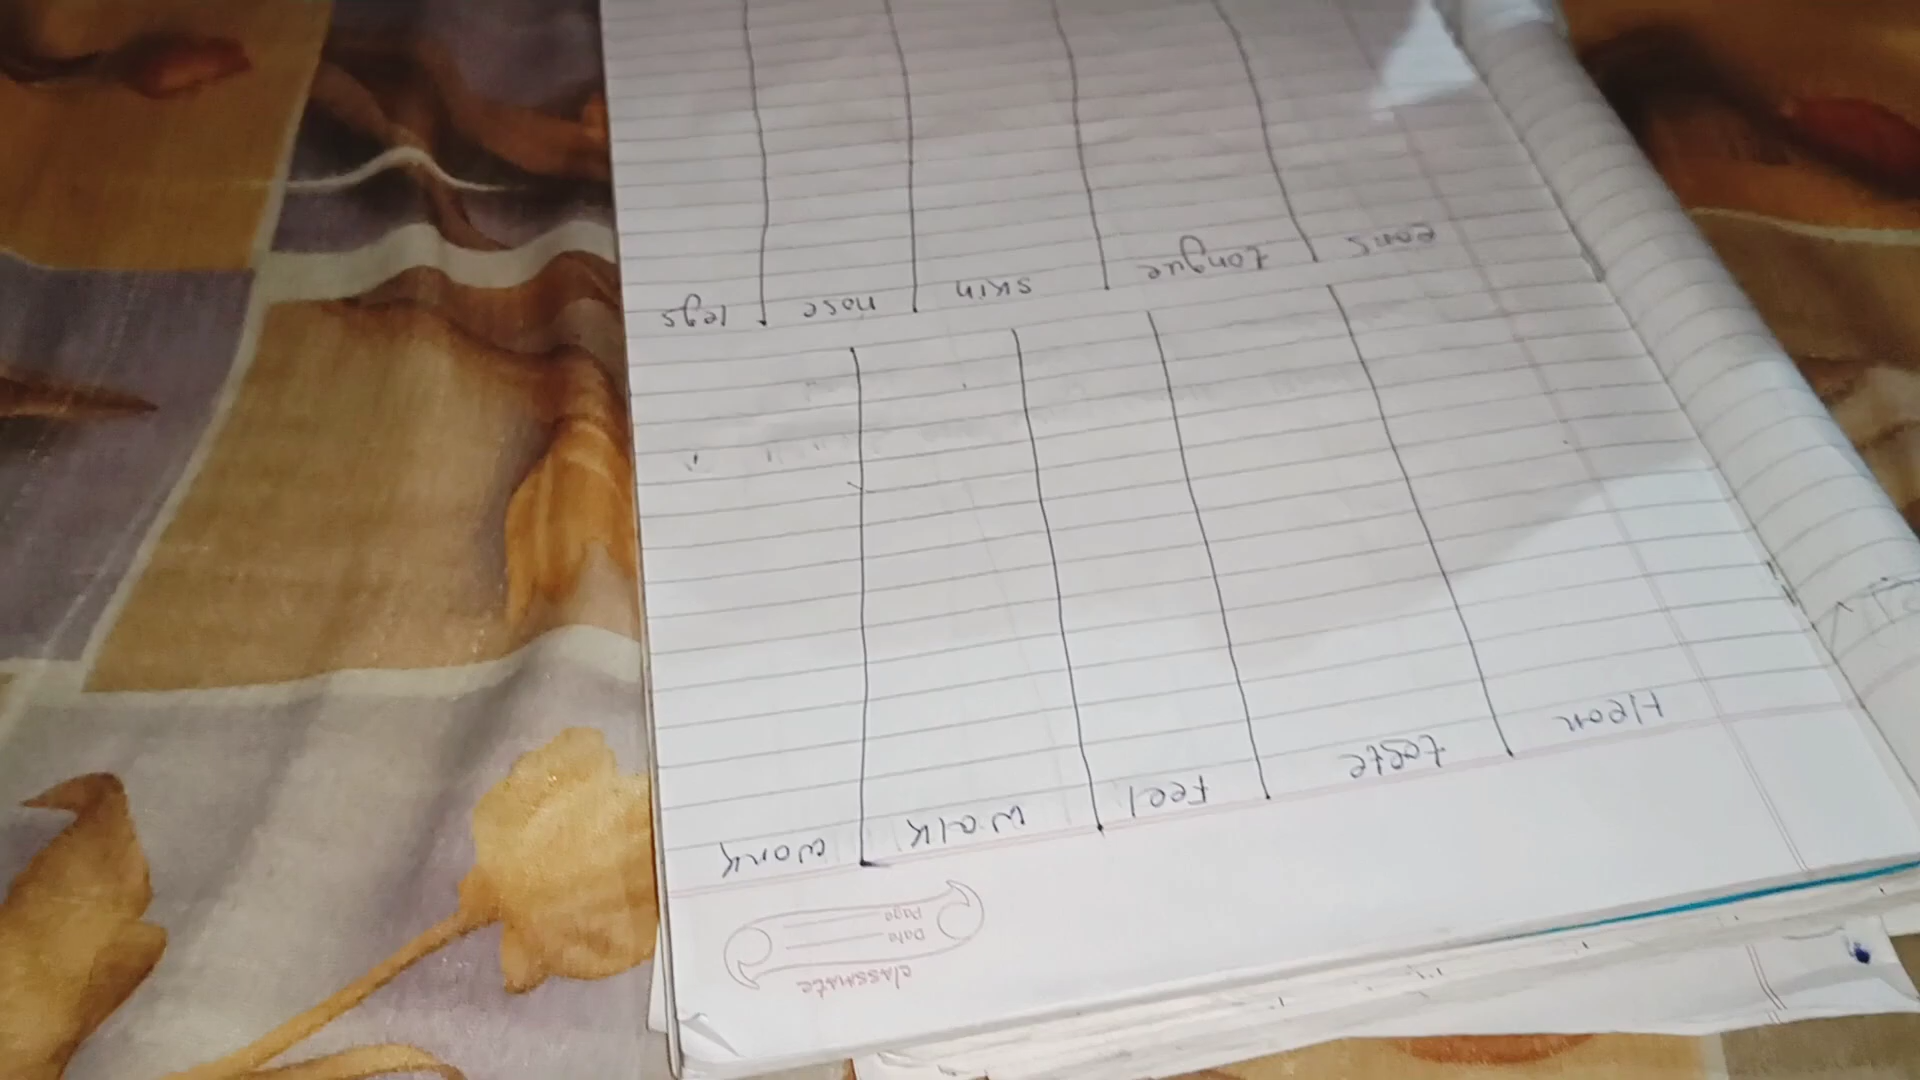 classmate
Date
Page
Hear taste Feel walk work
ears tongue skin nose legs